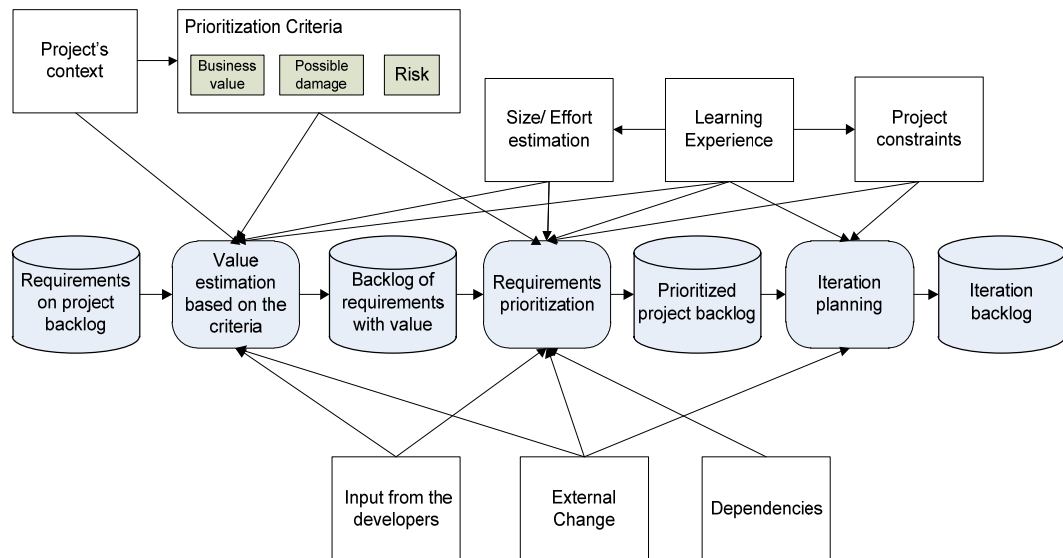 Project's
context
Prioritization Criteria
Business
value
Possible
damage
Risk
Size/ Effort
estimation
Learning
Experience
Project
constraints
Requirements
on project
backlog
Value
estimation
based on the
criteria
Backlog of
requirements
with value
Requirements
prioritization
Prioritized
project backlog
Iteration
planning
Iteration
backlog
Input from the
developers
External
Change
Dependencies